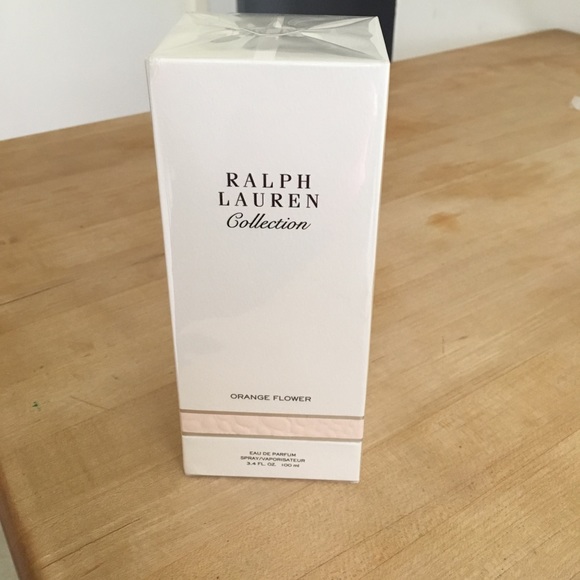 RALPH
LAUREN
Collection
ORANGE FLOWER
EAU DE PARFUM
SPRAY/VAPORISATEUR
3.4 FL. OZ. 100 ml